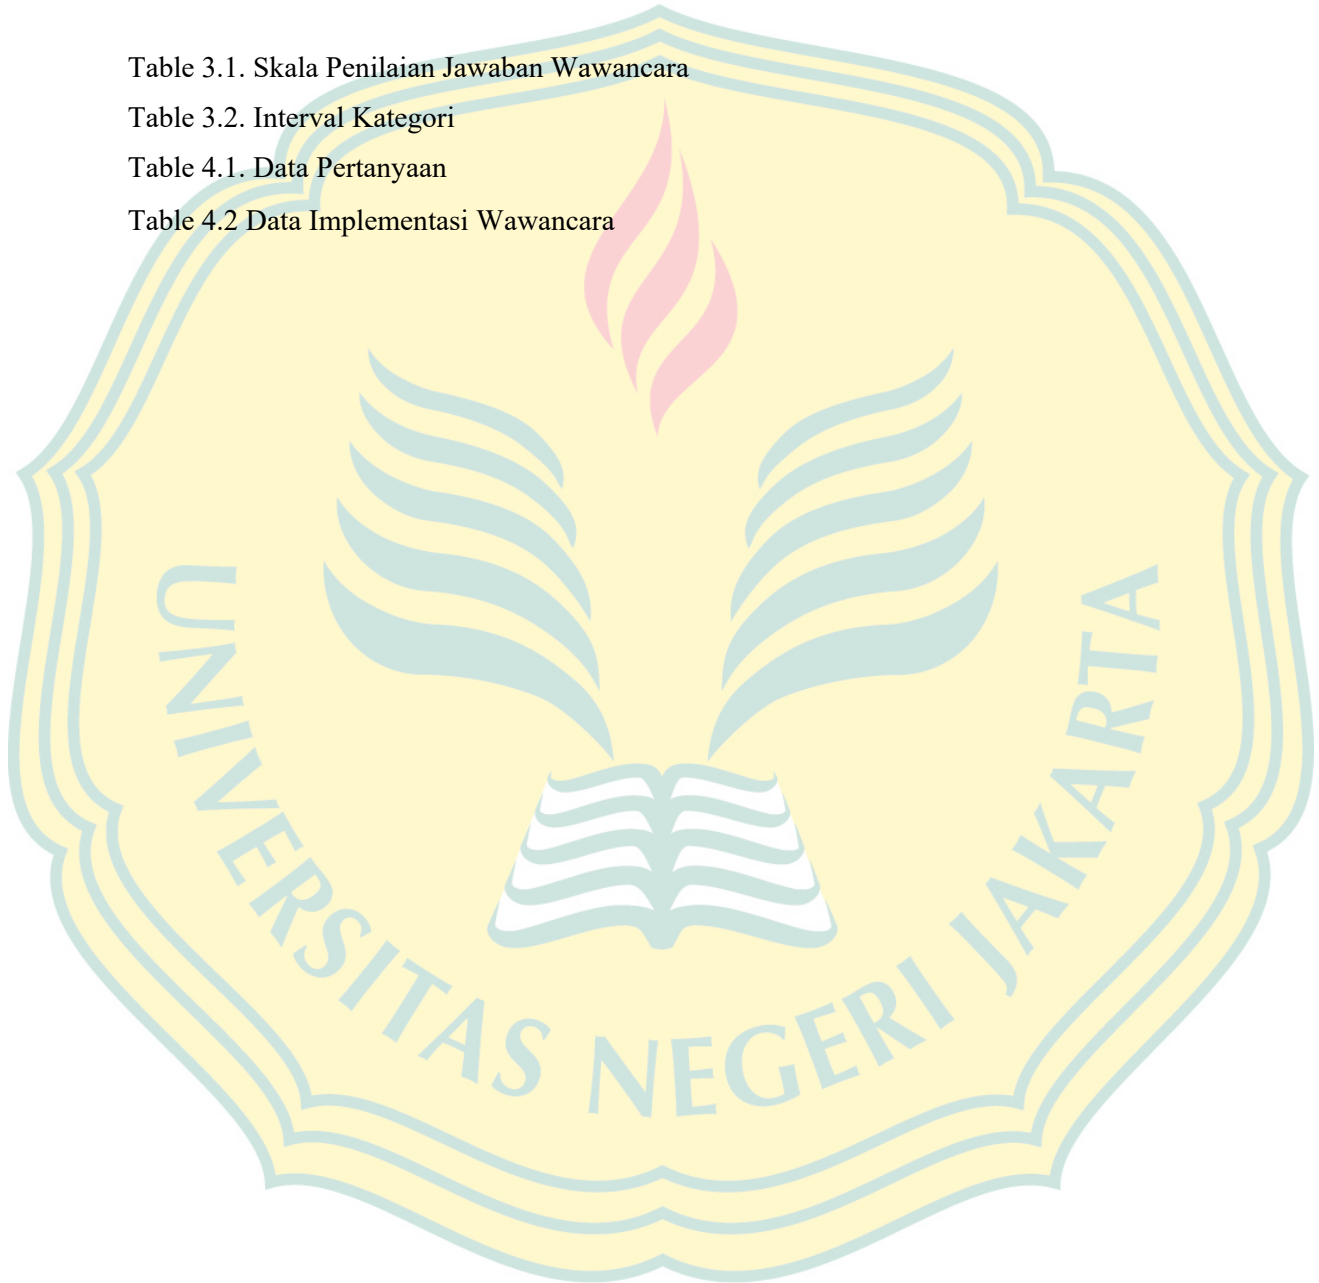 Table 3.1. Skala Penilaian Jawaban Wawancara
Table 3.2. Interval Kategori
Table 4.1. Data Pertanyaan
Table 4.2 Data Implementasi Wawancara
UNIVERSITAS NEGERI JAKARTA